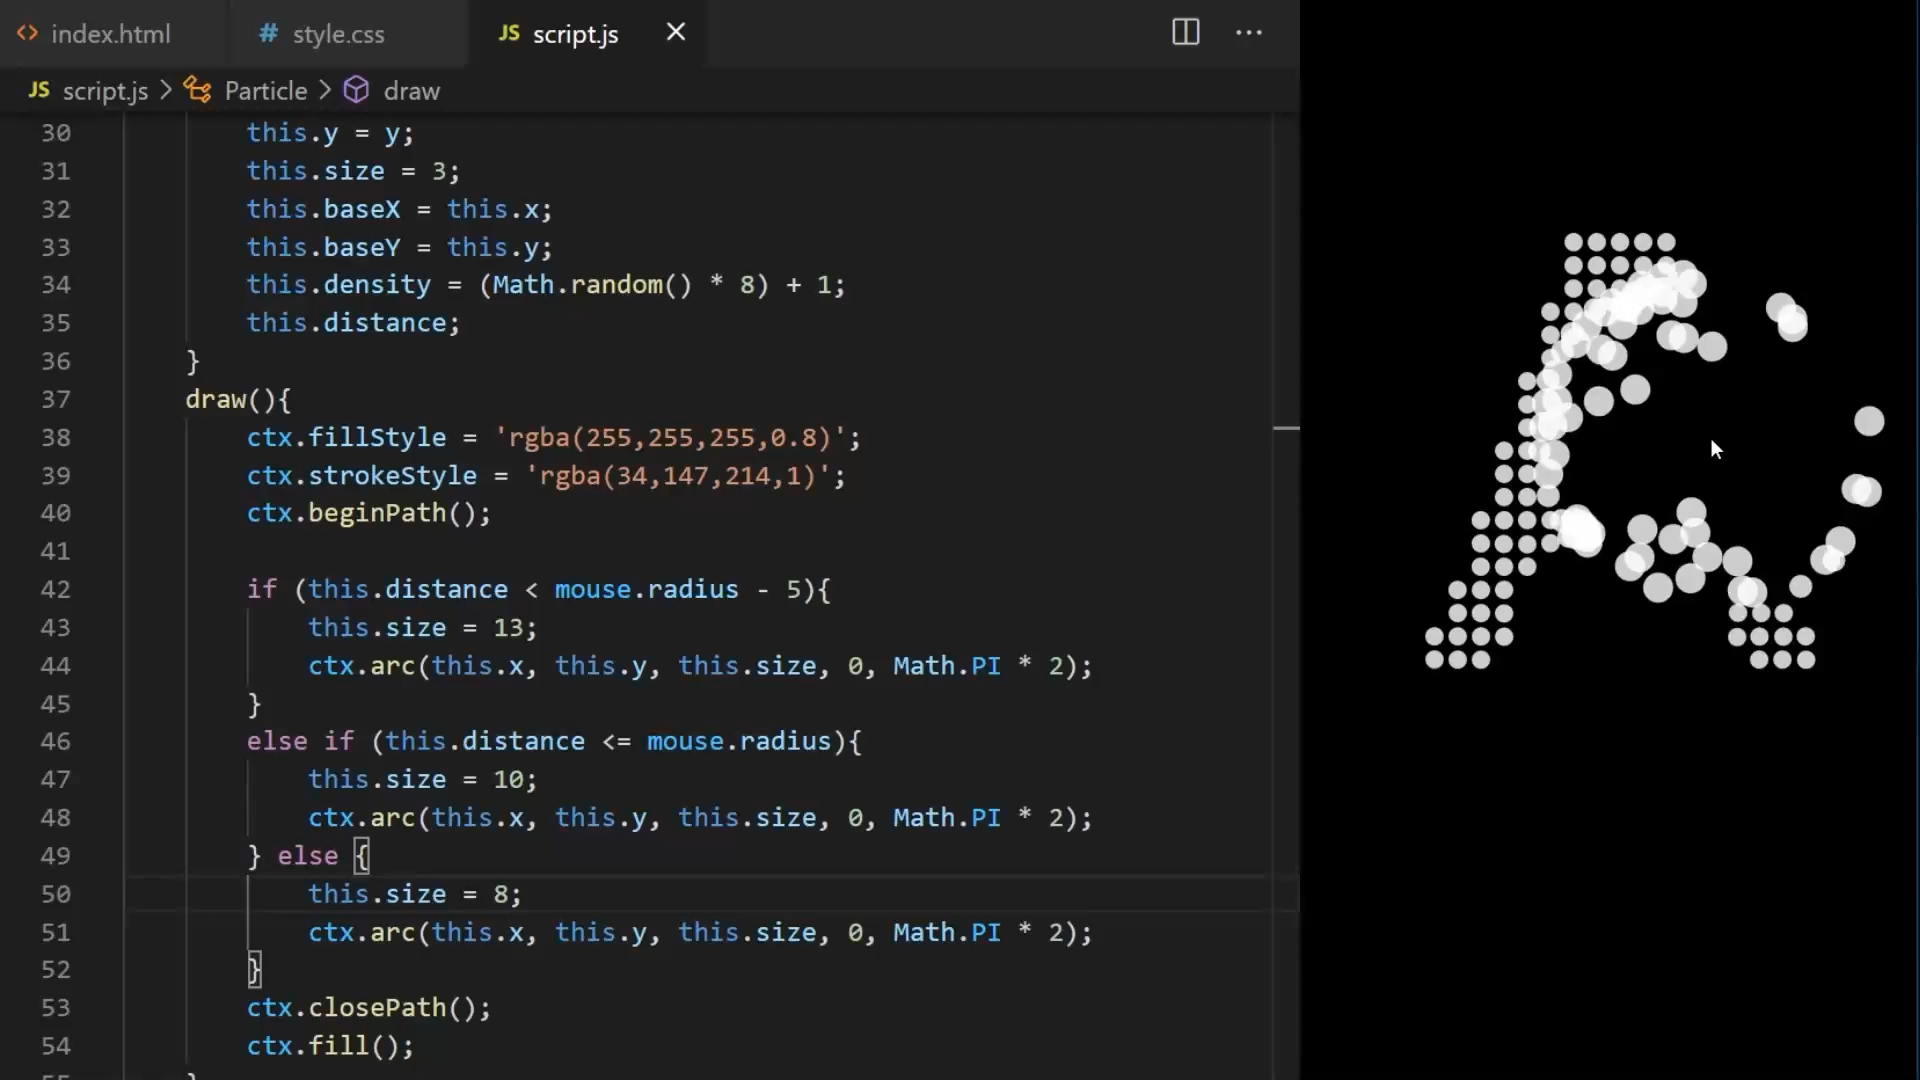 <> index.html # style.css JS script.js × ...
JS script.js > Particle > draw
30 this.y = y;
31 this.size = 3;
32 this.baseX = this.x;
33 this.baseY = this.y;
34 this.density = (Math.random() * 8) + 1;
35 this.distance;
36 }
37 draw(){
38 ctx.fillStyle = 'rgba(255,255,255,0.8)';
39 ctx.strokeStyle = 'rgba(34,147,214,1)';
40 ctx.beginPath();
41
42 if (this.distance < mouse.radius - 5){
43 this.size = 13;
44 ctx.arc(this.x, this.y, this.size, 0, Math.PI * 2);
45 }
46 else if (this.distance <= mouse.radius){
47 this.size = 10;
48 ctx.arc(this.x, this.y, this.size, 0, Math.PI * 2);
49 } else {
50 this.size = 8;
51 ctx.arc(this.x, this.y, this.size, 0, Math.PI * 2);
52 }
53 ctx.closePath();
54 ctx.fill();